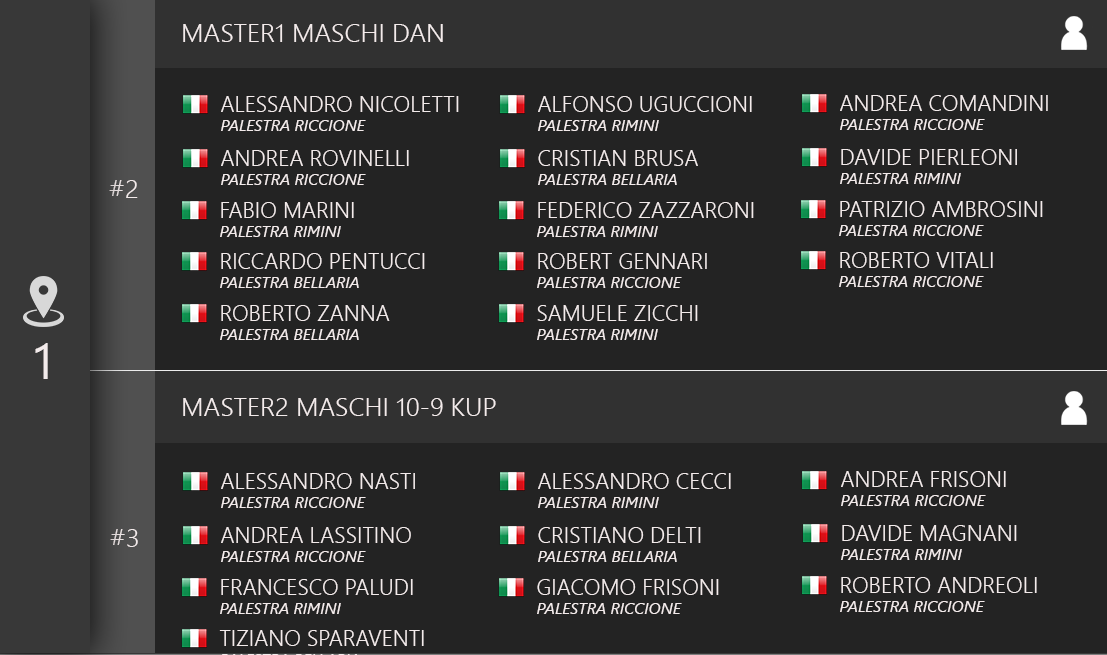 1
#2
MASTER1 MASCHI DAN
ALESSANDRO NICOLETTI
PALESTRA RICCIONE
ALFONSO UGUCCIONI
PALESTRA RIMINI
ANDREA COMANDINI
PALESTRA RICCIONE
ANDREA ROVINELLI
PALESTRA RICCIONE
CRISTIAN BRUSA
PALESTRA BELLARIA
DAVIDE PIERLEONI
PALESTRA RIMINI
FABIO MARINI
PALESTRA RIMINI
FEDERICO ZAZZARONI
PALESTRA RIMINI
PATRIZIO AMBROSINI
PALESTRA RICCIONE
RICCARDO PENTUCCI
PALESTRA BELLARIA
ROBERT GENNARI
PALESTRA RICCIONE
ROBERTO VITALI
PALESTRA RICCIONE
ROBERTO ZANNA
PALESTRA BELLARIA
SAMUELE ZICCHI
PALESTRA RIMINI
#3
MASTER2 MASCHI 10-9 KUP
ALESSANDRO NASTI
PALESTRA RICCIONE
ALESSANDRO CECCI
PALESTRA RIMINI
ANDREA FRISONI
PALESTRA RICCIONE
ANDREA LASSITINO
PALESTRA RICCIONE
CRISTIANO DELTI
PALESTRA BELLARIA
DAVIDE MAGNANI
PALESTRA RIMINI
FRANCESCO PALUDI
PALESTRA RIMINI
GIACOMO FRISONI
PALESTRA RICCIONE
ROBERTO ANDREOLI
PALESTRA RICCIONE
TIZIANO SPARAVENTI